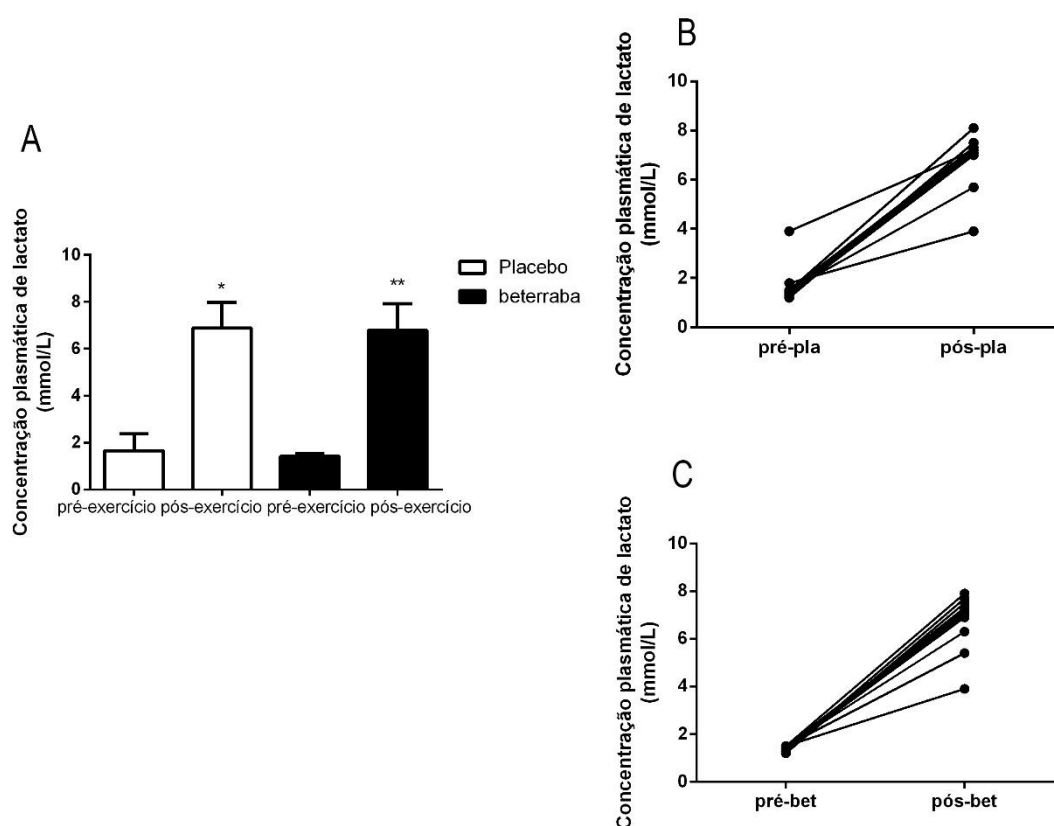 A
Concentração plasmática de lactato
(mmol/L)
10
8
6
4
2
0
*
**
pré-exercício
pós-exercício
pré-exercício
pós-exercício
Placebo
beterraba
B
Concentração plasmática de lactato
(mmol/L)
10
8
6
4
2
0
pré-pla
pós-pla
C
Concentração plasmática de lactato
(mmol/L)
10
8
6
4
2
0
pré-bet
pós-bet